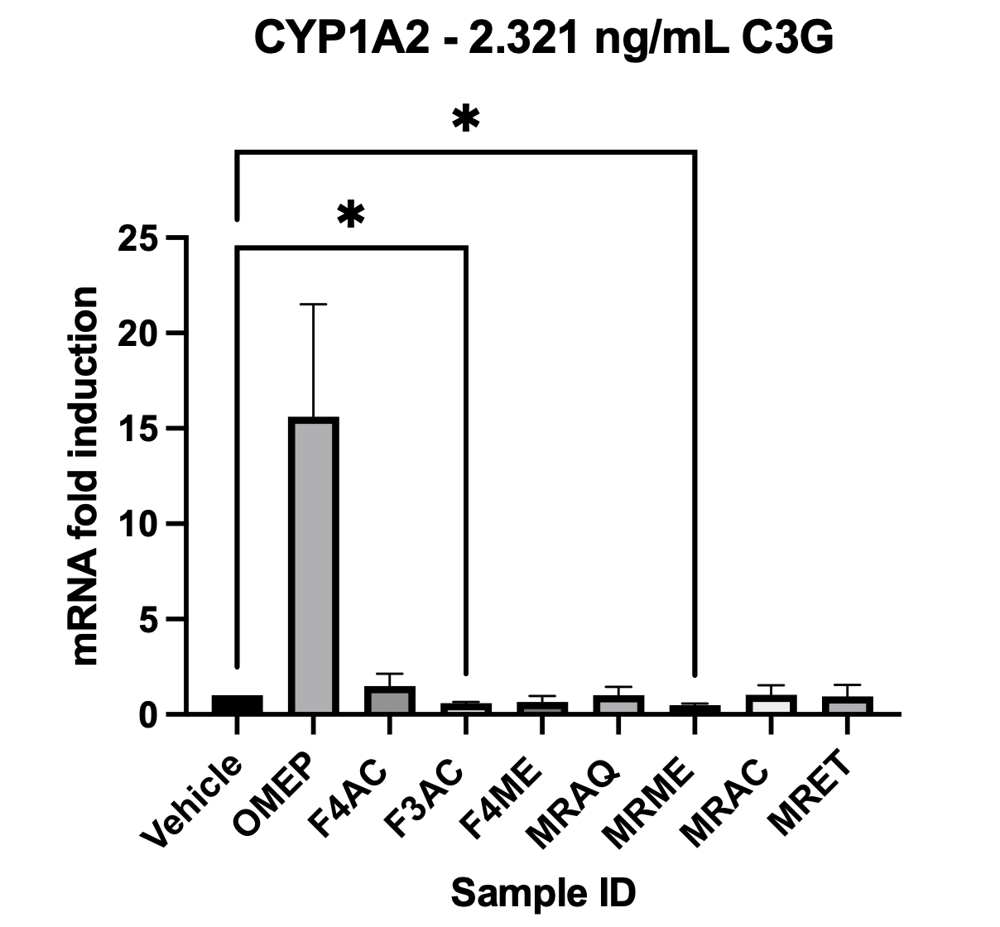 CYP1A2 - 2.321 ng/mL C3G
*
*
mRNA fold induction
25
20
15
10
5
0
Vehicle
OMEP
F4AC
F3AC
F4ME
MRAQ
MRME
MRAC
MRET
Sample ID